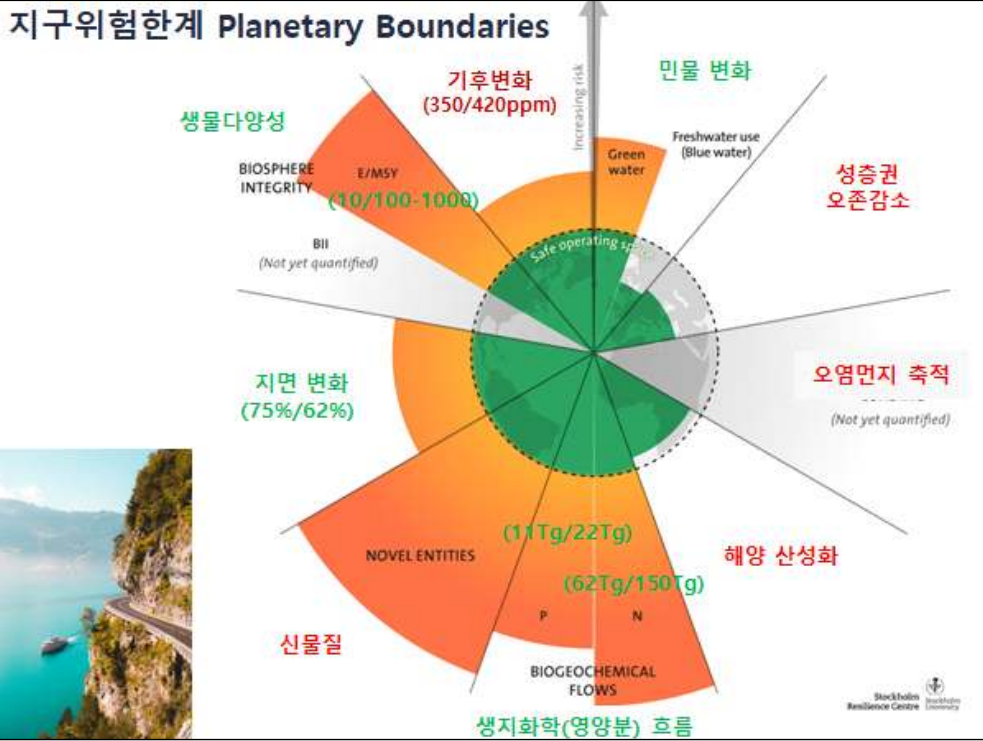 지구위험한계 Planetary Boundaries
기후변화
(350/420ppm)
Increasing risk
민물 변화
생물다양성
Freshwater use
(Blue water)
Green
water
BIOSPHERE
INTEGRITY
E/MSY
(10/100-1000)
성층권
오존감소
BII
(Not yet quantified)
Safe operating
지면 변화
(75%/62%)
오염먼지 축적
(Not yet quantified)
(11Tg/22Tg)
NOVEL ENTITIES
해양 산성화
(62Tg/150Tg)
P
N
신물질
BIOGEOCHEMICAL
FLOWS
생지화학(영양분) 흐름
Stockholm
Resilience Centre
Stockholm
University